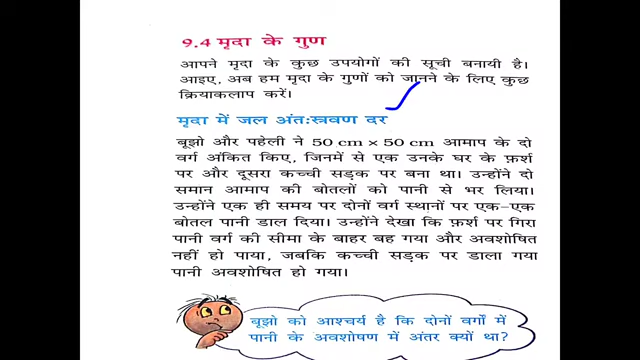 9.4 मृदा के गुण
आपने मृदा के कुछ उपयोगों की सूची बनायी है।
आइए, अब हम मृदा के गुणों को जानने के लिए कुछ
क्रियाकलाप करें।
मृदा में जल अंतःस्त्रवण दर
बूझो और पहेली ने 50 cm × 50 cm आमाप के दो
वर्ग अंकित किए, जिनमें से एक उनके घर के फ़र्श
पर और दूसरा कच्ची सड़क पर बना था। उन्होंने दो
समान आमाप की बोतलों को पानी से भर लिया।
उन्होंने एक ही समय पर दोनों वर्ग स्थानों पर एक-एक
बोतल पानी डाल दिया। उन्होंने देखा कि फ़र्श पर गिरा
पानी वर्ग की सीमा के बाहर बह गया और अवशोषित
नहीं हो पाया, जबकि कच्ची सड़क पर डाला गया
पानी अवशोषित हो गया।
बूझो को आश्चर्य है कि दोनों वर्गों में
पानी के अवशोषण में अंतर क्यों था?